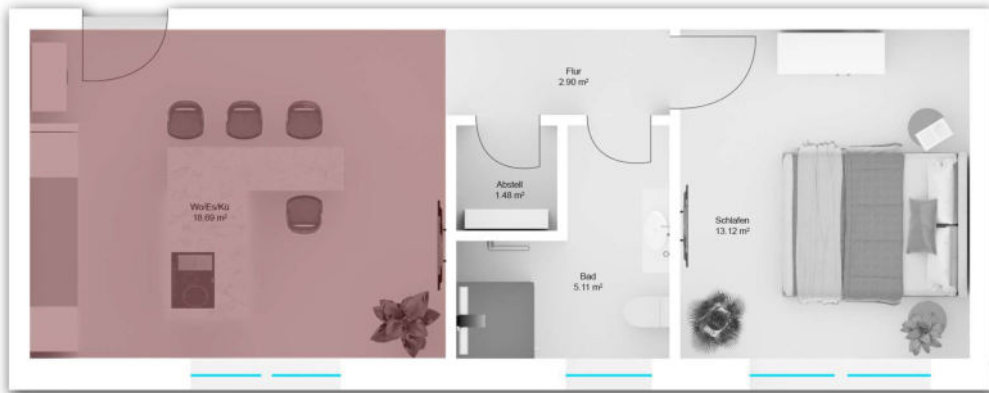 Flur
2.90 m²
Abstell
1.48 m²
Wo/Es/Kü
18.69 m²
Schlafen
13.12 m²
Bad
5.11 m²